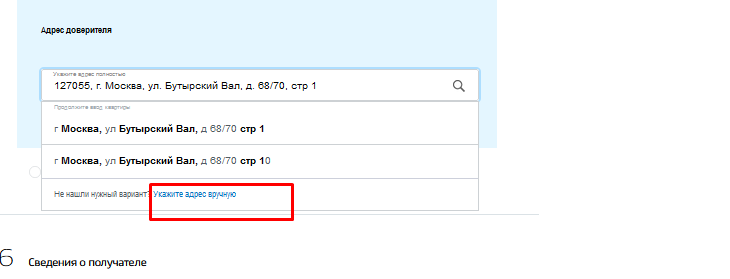 Адрес доверителя
Укажите адрес полностью
127055, г. Москва, ул. Бутырский Вал, д. 68/70, стр 1
Продолжите ввод квартиры
г Москва, ул Бутырский Вал, д 68/70 стр 1
г Москва, ул Бутырский Вал, д 68/70 стр 10
Не нашли нужный вариант? Укажите адрес вручную
6 Сведения о получателе